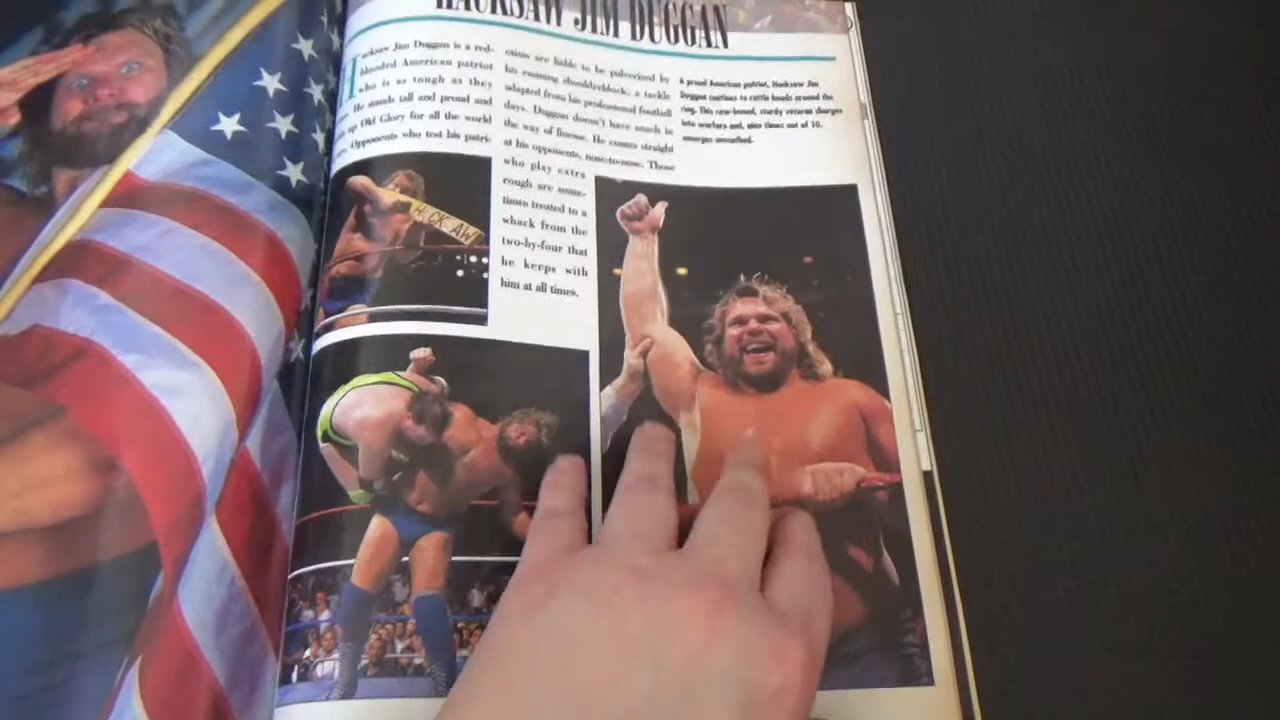 HACKSAW JIM DUGGAN
Hacksaw Jim Duggan is a red-
blooded American patriot
who is as tough as they
He stands tall and proud and
up Old Glory for all the world
Opponents who test his patri-
otism are liable to be pulverized by
his ruining shoulderblock, a tackle
adapted from his professional football
days. Duggan doesn't have much in
the way of finesse. He comes straight
at his opponents, nose-to-nose. Those
who play extra
rough are some-
times treated to a
whack from the
two-by-four that
he keeps with
him at all times.
A proud American patriot, Hacksaw Jim
Duggan continues to rattle heads around the
ring. This raw-boned, sturdy veteran charges
into warfare and, nine times out of 10,
emerges unscathed.
H CK AW